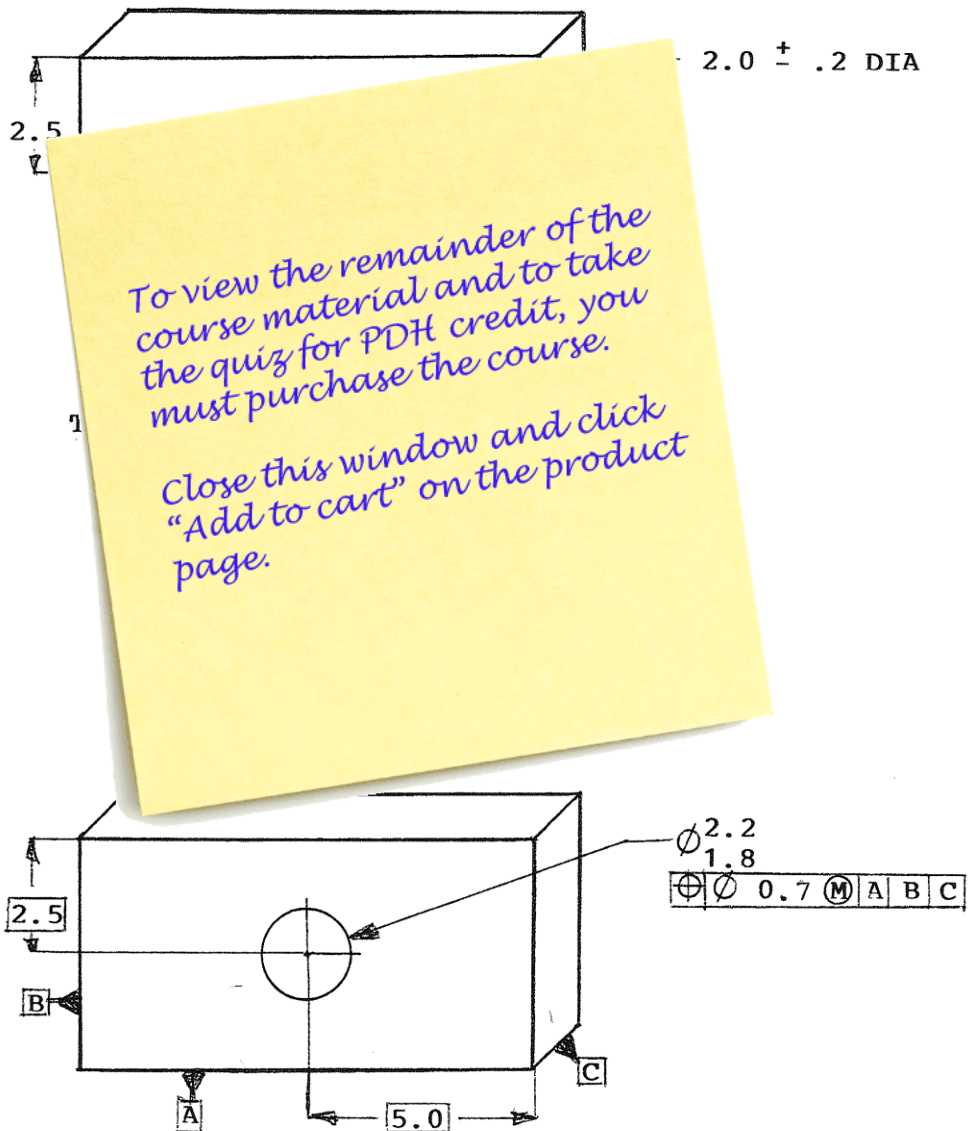 2.0 ± .2 DIA
2.5
To view the remainder of the
course material and to take
the quiz for PDH credit, you
must purchase the course.
Close this window and click
“Add to cart” on the product
page.
2.2
⌀
1.8
⌖ ⌀ 0.7 Ⓜ A B C
2.5
B
C
A
5.0